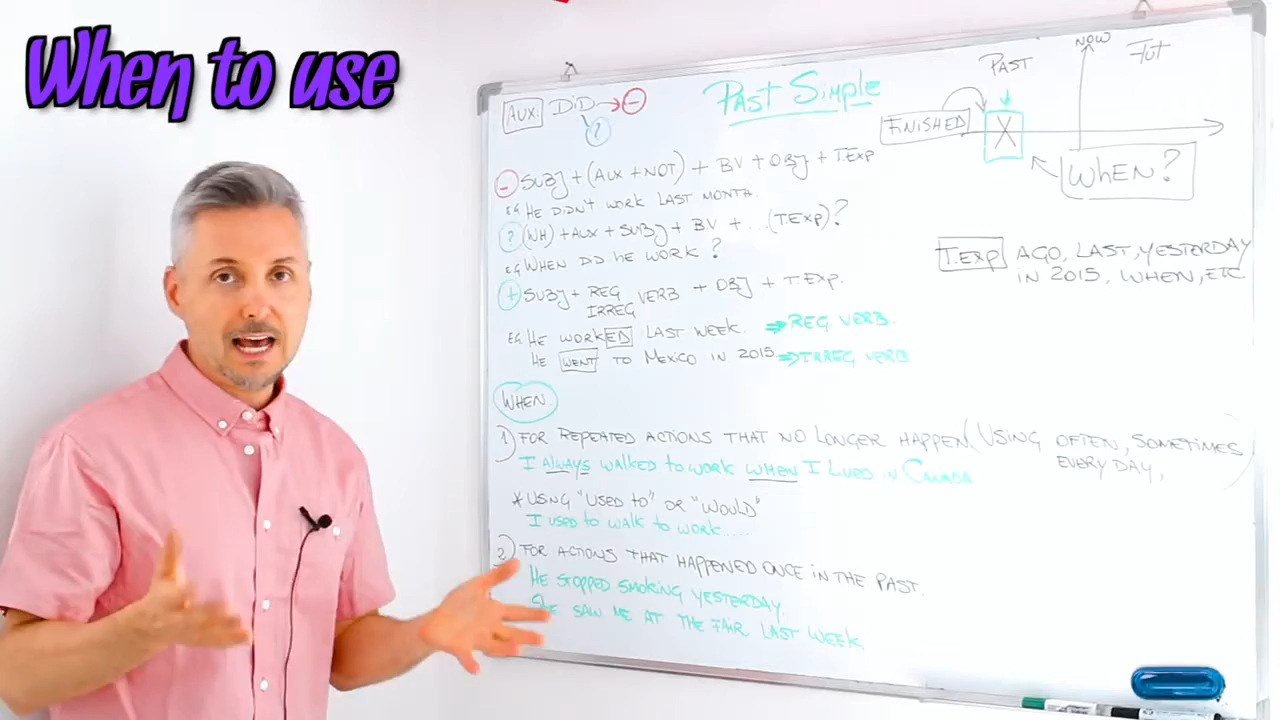 When to use
AUX. DID → -
?
PAST SIMPLE
PAST
NOW
FUT
FINISHED
X
WHEN?
- SUBJ + (AUX + NOT) + BV + OBJ + T.EXP
EG HE DIDN'T WORK LAST MONTH.
? (WH) + AUX + SUBJ + BV + ... (T.EXP)?
EG WHEN DID HE WORK?
+ SUBJ + REG VERB + OBJ + T.EXP.
IRREG
EG. HE WORKED LAST WEEK. ⇒ REG VERB.
HE WENT TO MEXICO IN 2015 ⇒ IRREG VERB
T.EXP AGO, LAST, YESTERDAY
IN 2015, WHEN, ETC
WHEN
1) FOR REPEATED ACTIONS THAT NO LONGER HAPPEN (USING OFTEN, SOMETIMES
EVERY DAY, )
I ALWAYS WALKED TO WORK WHEN I LIVED IN CANADA
* USING "USED TO" OR "WOULD"
I USED TO WALK TO WORK.....
2) FOR ACTIONS THAT HAPPENED ONCE IN THE PAST.
HE STOPPED SMOKING YESTERDAY.
SHE SAW ME AT THE FAIR LAST WEEK.